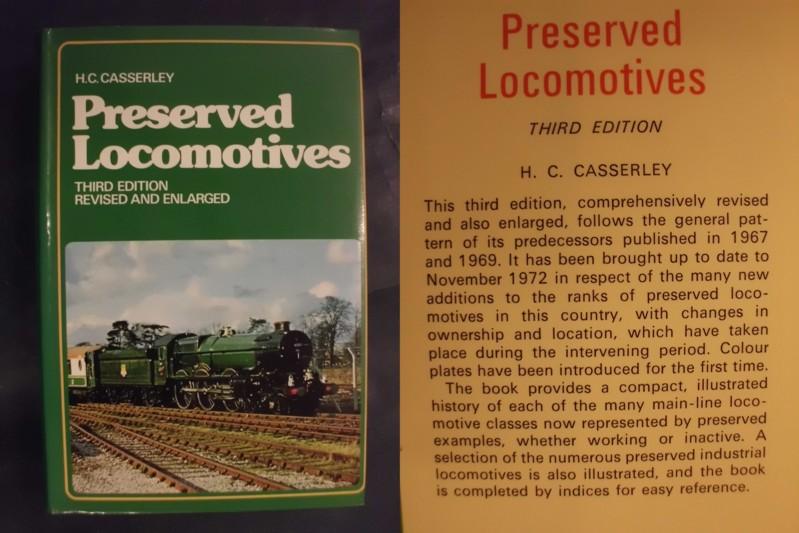 H.C. CASSERLEY
Preserved
Locomotives
THIRD EDITION
REVISED AND ENLARGED
Preserved
Locomotives
THIRD EDITION
H. C. CASSERLEY
This third edition, comprehensively revised
and also enlarged, follows the general pat-
tern of its predecessors published in 1967
and 1969. It has been brought up to date to
November 1972 in respect of the many new
additions to the ranks of preserved loco-
motives in this country, with changes in
ownership and location, which have taken
place during the intervening period. Colour
plates have been introduced for the first time.
The book provides a compact, illustrated
history of each of the many main-line loco-
motive classes now represented by preserved
examples, whether working or inactive. A
selection of the numerous preserved industrial
locomotives is also illustrated, and the book
is completed by indices for easy reference.